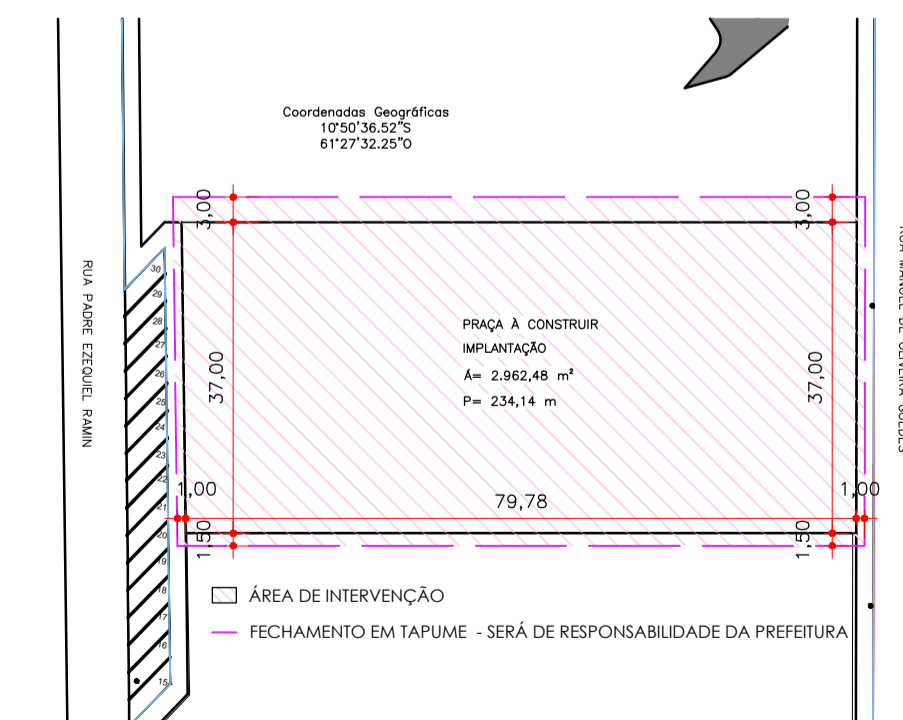 Coordenadas Geográficas
10°50'36.52"S
61°27'32.25"O
3,00
3,00
RUA PADRE EZEQUIEL RAMIN
30
29
28
27
26
25
24
23
22
21
20
19
18
17
16
15
37,00
PRAÇA À CONSTRUIR
IMPLANTAÇÃO
Á= 2.962,48 m²
P= 234,14 m
37,00
1,00
79,78
1,00
1,50
1,50
ÁREA DE INTERVENÇÃO
FECHAMENTO EM TAPUME - SERÁ DE RESPONSABILIDADE DA PREFEITURA